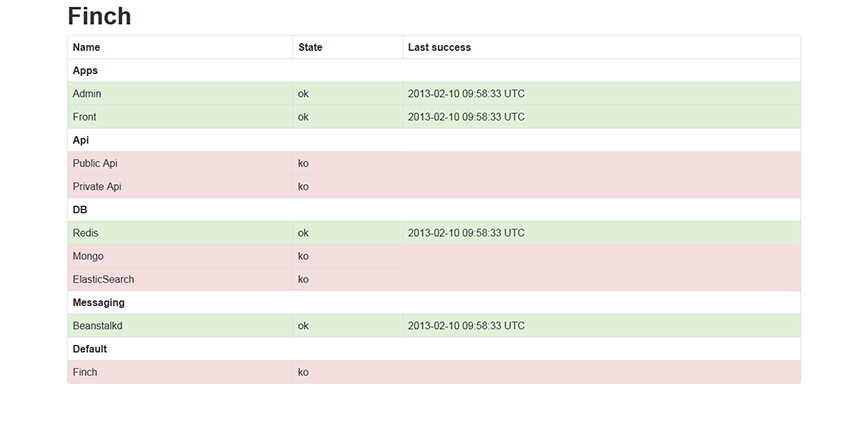 Finch
Name State Last success
Apps
Admin ok 2013-02-10 09:58:33 UTC
Front ok 2013-02-10 09:58:33 UTC
Api
Public Api ko
Private Api ko
DB
Redis ok 2013-02-10 09:58:33 UTC
Mongo ko
ElasticSearch ko
Messaging
Beanstalkd ok 2013-02-10 09:58:33 UTC
Default
Finch ko